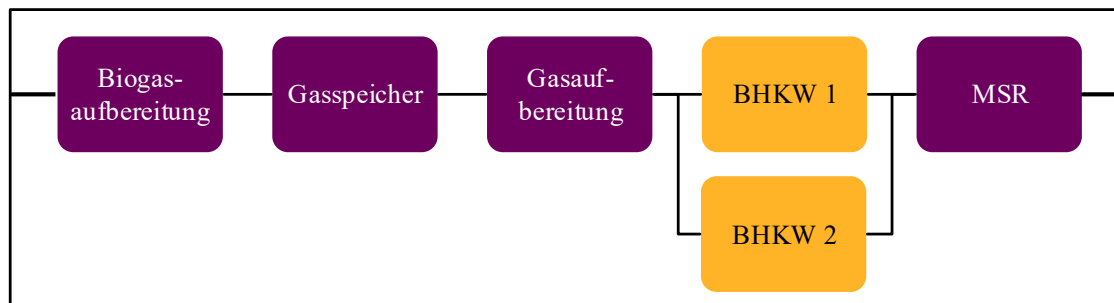 Biogas-
aufbereitung
Gasspeicher
Gasauf-
bereitung
BHKW 1
MSR
BHKW 2